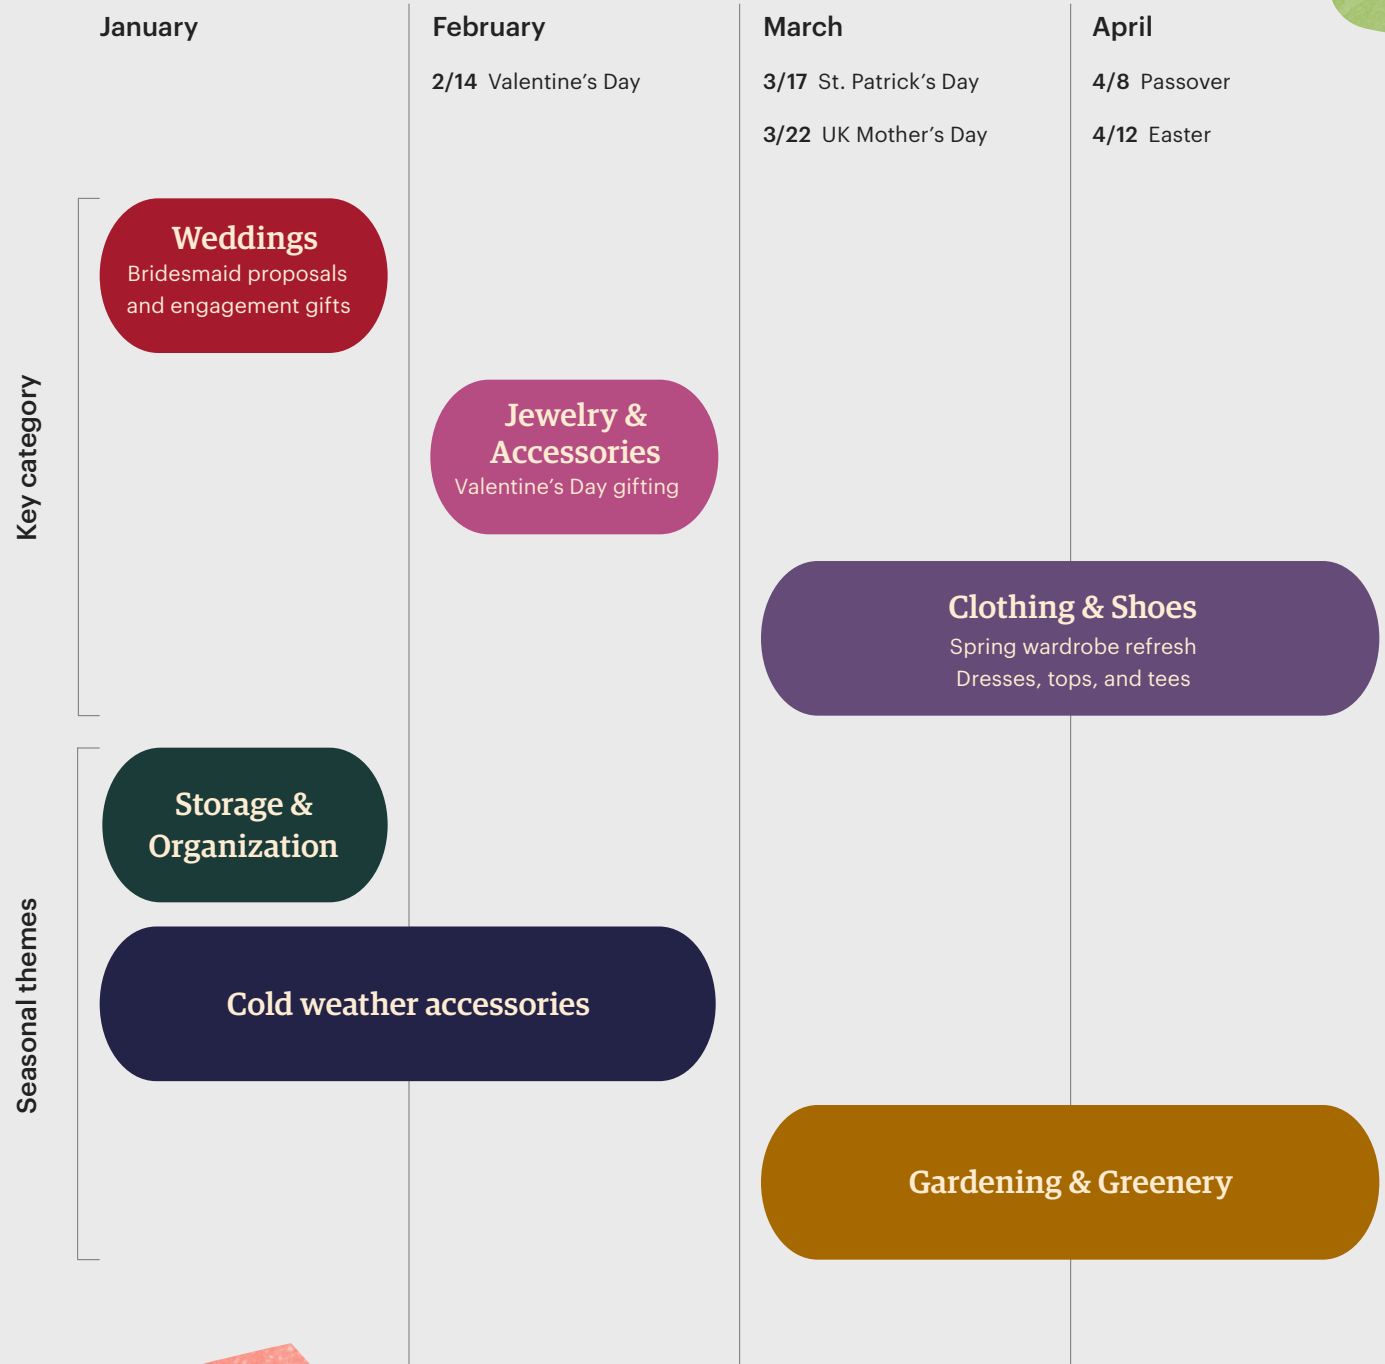 January
February
March
April
2/14 Valentine’s Day
3/17 St. Patrick’s Day
4/8 Passover
3/22 UK Mother’s Day
4/12 Easter
Key category
Weddings
Bridesmaid proposals
and engagement gifts
Jewelry &
Accessories
Valentine’s Day gifting
Clothing & Shoes
Spring wardrobe refresh
Dresses, tops, and tees
Seasonal themes
Storage &
Organization
Cold weather accessories
Gardening & Greenery